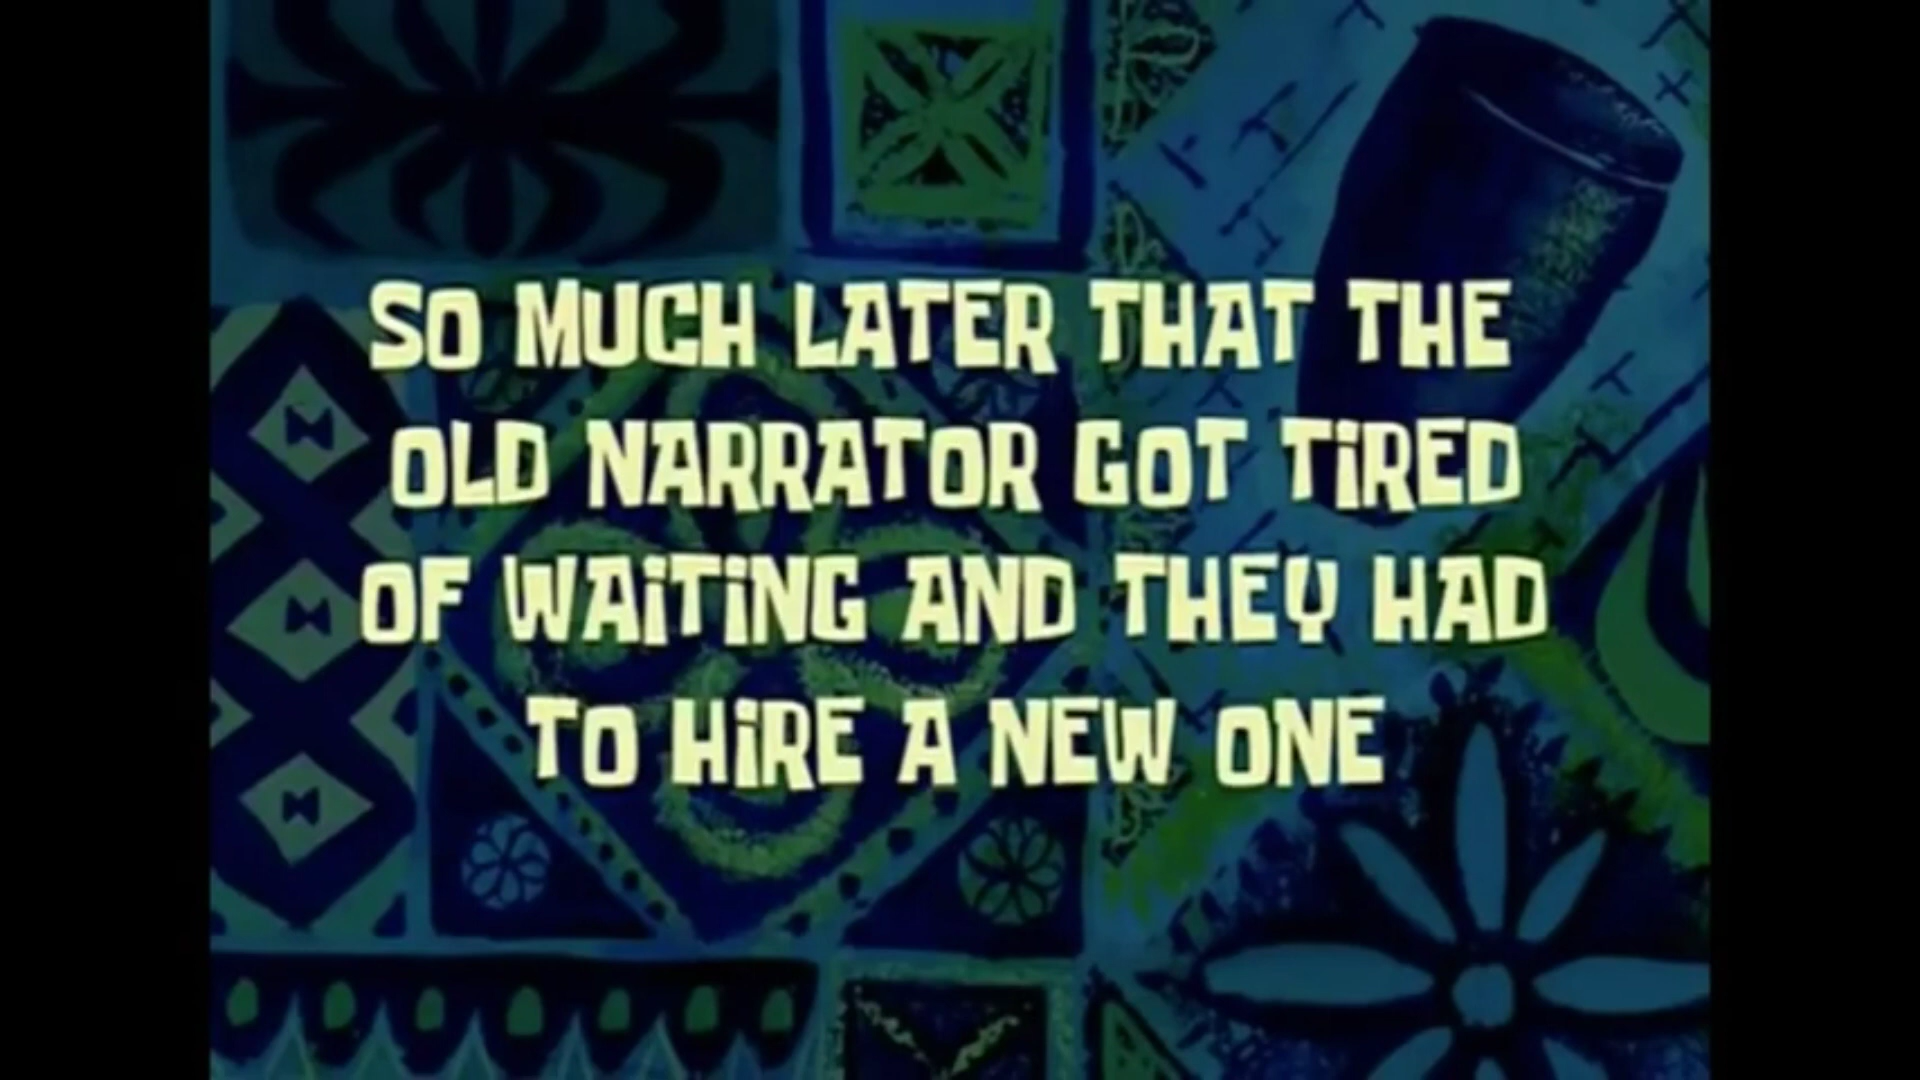 SO MUCH LATER THAT THE
OLD NARRATOR GOT TiRED
OF WAiTiNG AND THEY HAD
TO HiRE A NEW ONE